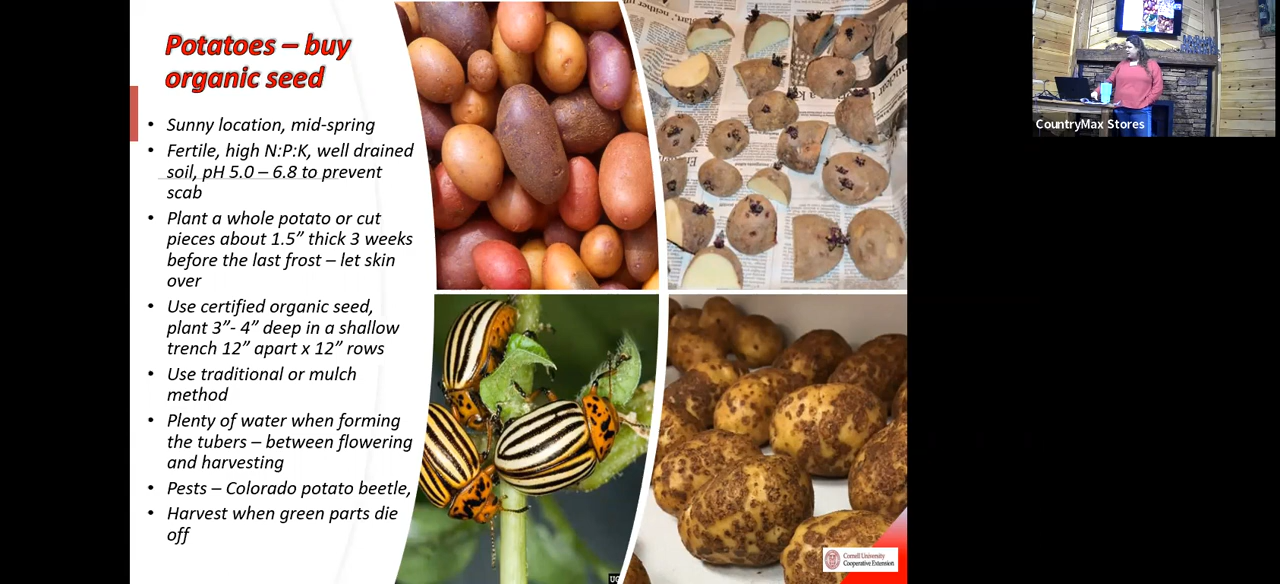 Potatoes – buy
organic seed
• Sunny location, mid-spring
• Fertile, high N:P:K, well drained
soil, pH 5.0 – 6.8 to prevent
scab
• Plant a whole potato or cut
pieces about 1.5” thick 3 weeks
before the last frost – let skin
over
• Use certified organic seed,
plant 3”- 4” deep in a shallow
trench 12” apart x 12” rows
• Use traditional or mulch
method
• Plenty of water when forming
the tubers – between flowering
and harvesting
• Pests – Colorado potato beetle,
• Harvest when green parts die
off
CountryMax Stores
Cornell University
Cooperative Extension